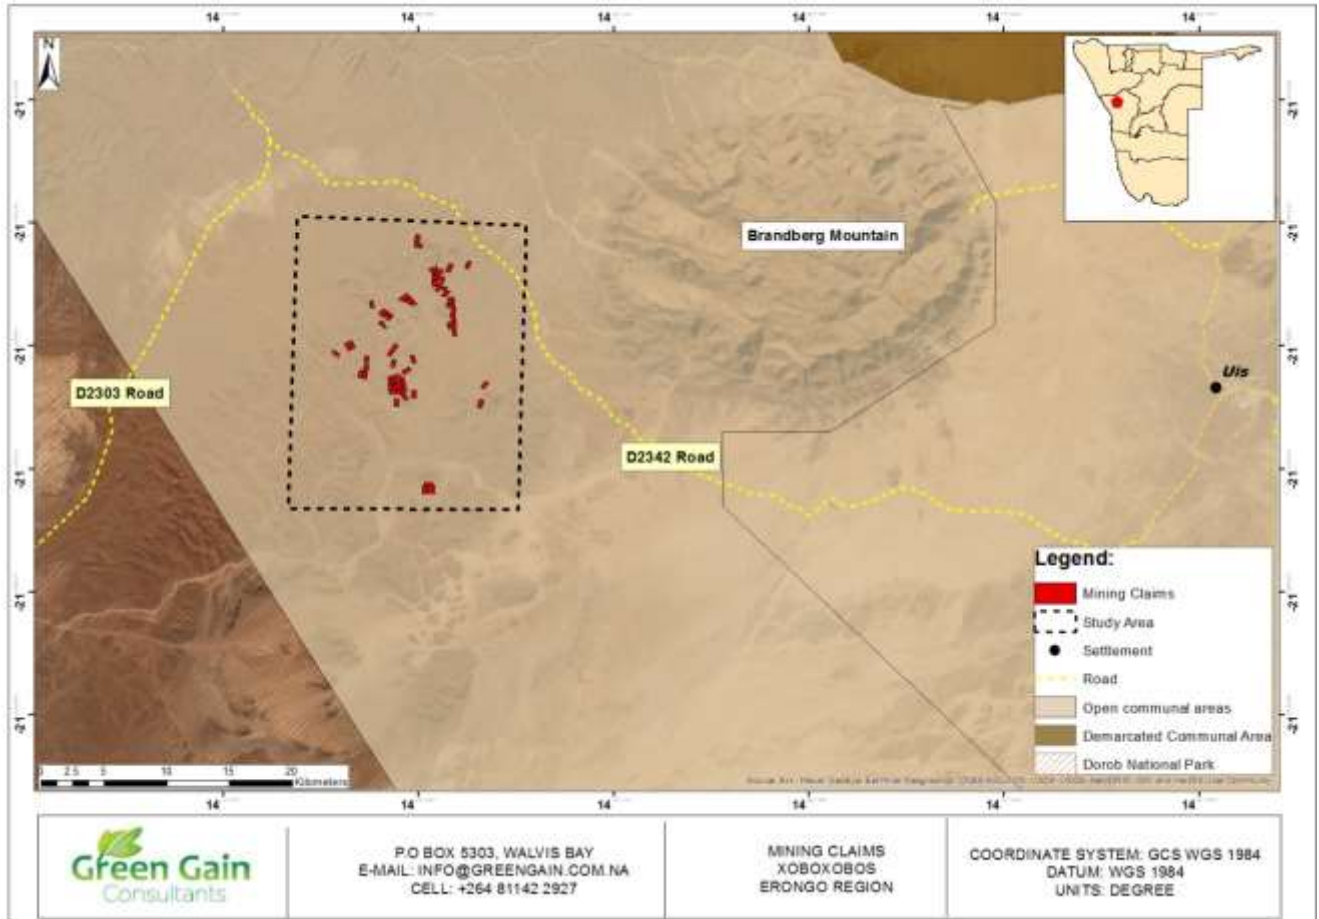 14 14 14 14 14 14
N
-21
-21
-21
-21
-21
-21
-21
-21
-21
-21
-21
-21
Brandberg Mountain
D2303 Road
Uis
D2342 Road
Legend:
Mining Claims
Study Area
Settlement
Road
Open communal areas
Demarcated Communal Area
Dorob National Park
0 2.5 5 10 15 20
Kilometers
14 14 14 14 14 14
Green Gain
Consultants
P.O BOX 5303, WALVIS BAY
E-MAIL: INFO@GREENGAIN.COM.NA
CELL: +264 81142 2927
MINING CLAIMS
XOBOXOBOS
ERONGO REGION
COORDINATE SYSTEM: GCS WGS 1984
DATUM: WGS 1984
UNITS: DEGREE